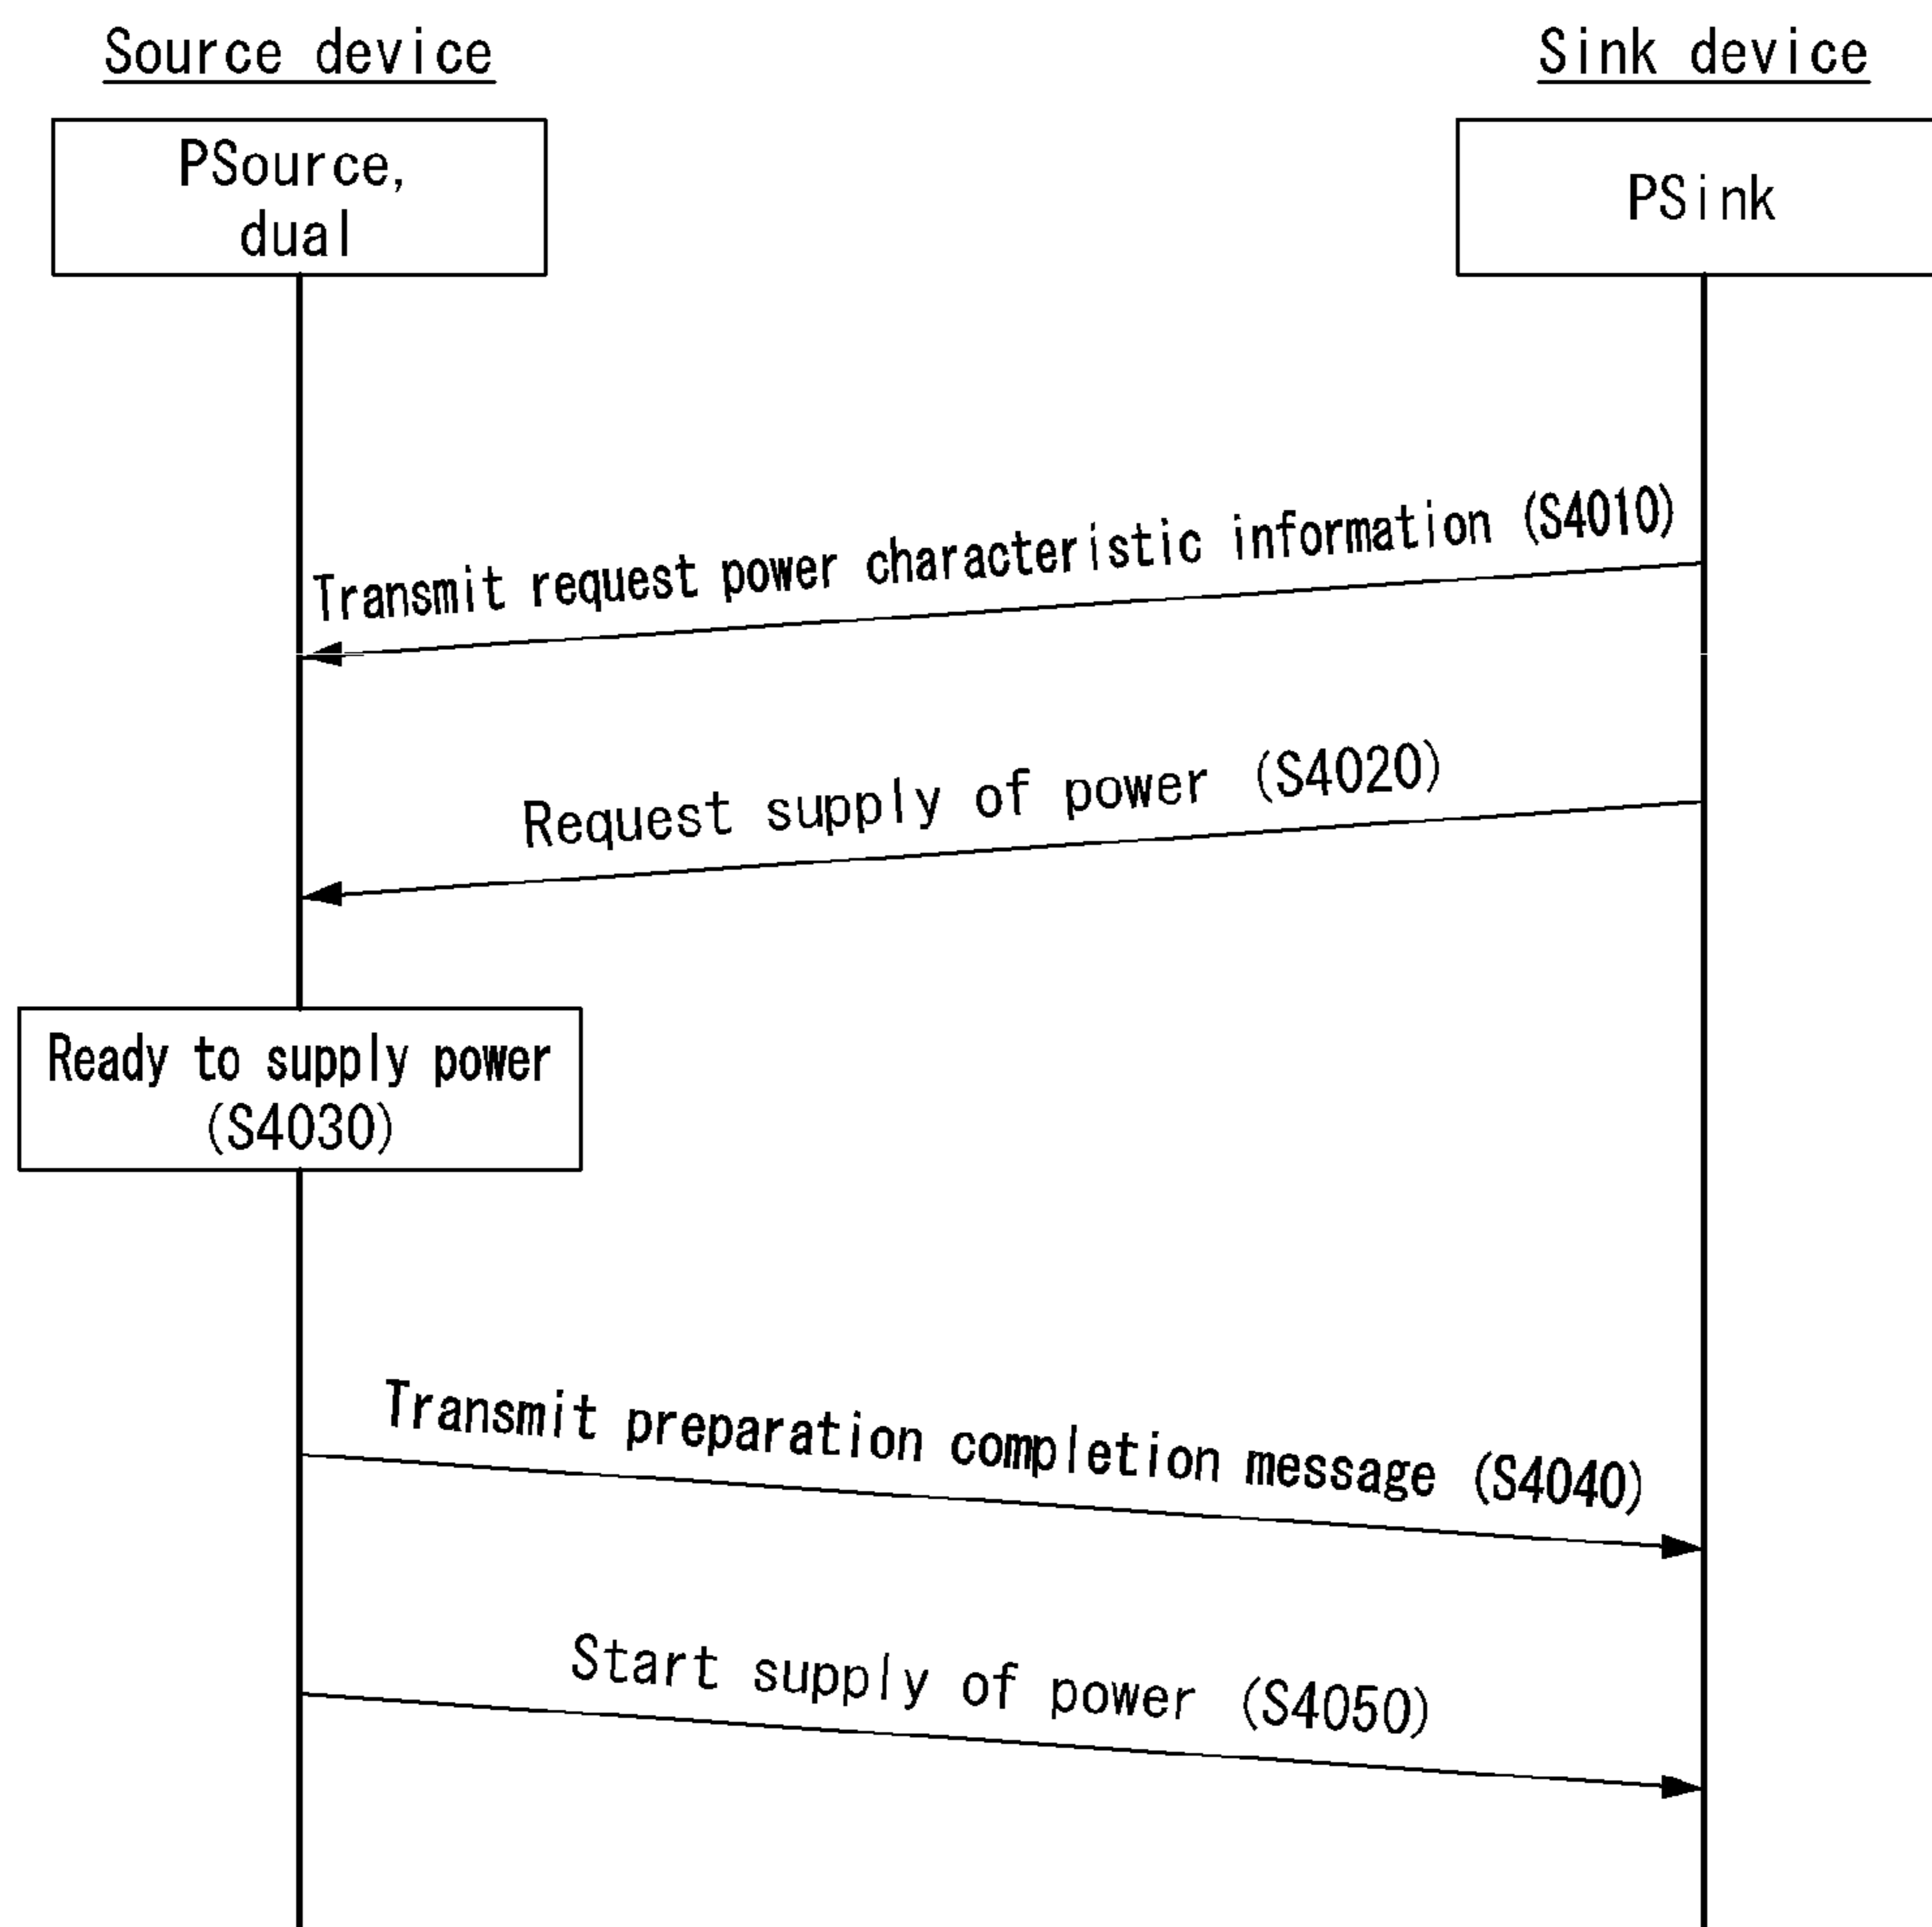 Source device
Sink device
PSource,
dual
PSink
Transmit request power characteristic information (S4010)
Request supply of power (S4020)
Ready to supply power
(S4030)
Transmit preparation completion message (S4040)
Start supply of power (S4050)